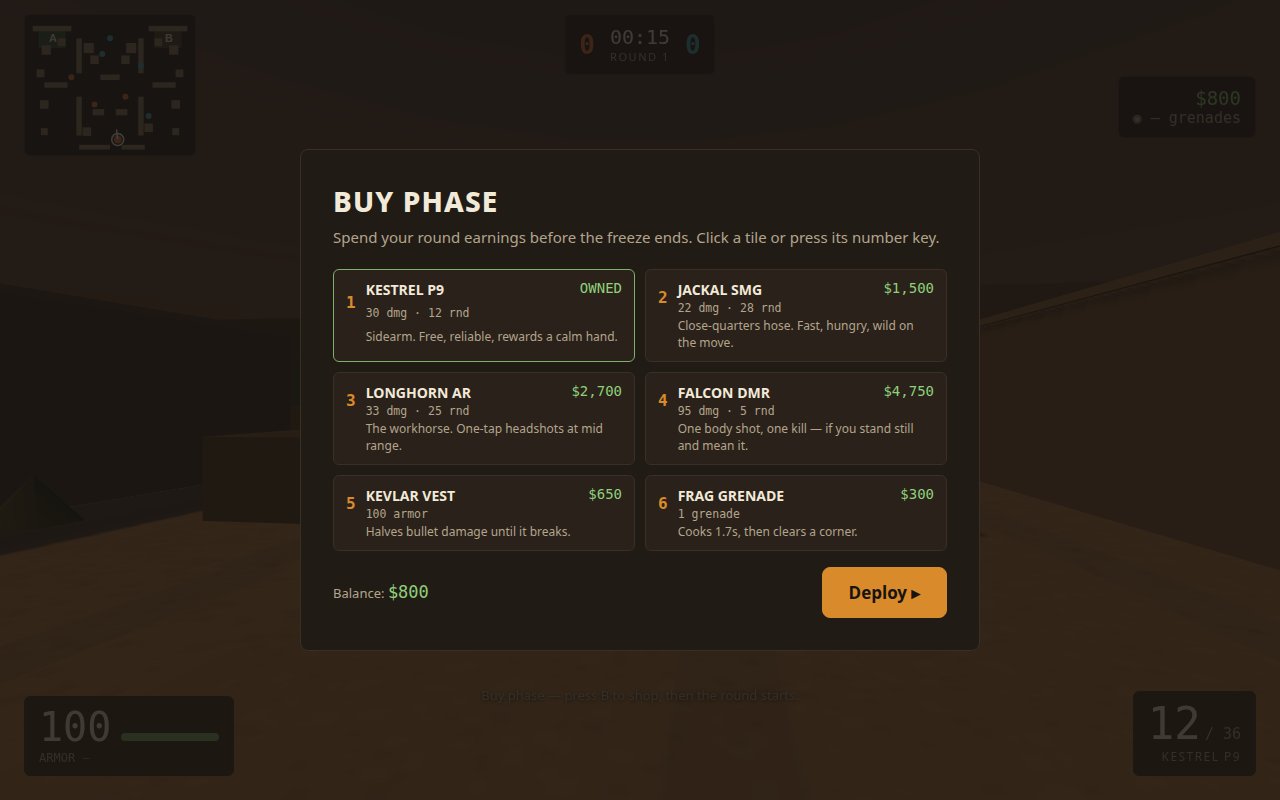 A B
0 00:15 0
ROUND 1
$800
◉ — grenades
BUY PHASE
Spend your round earnings before the freeze ends. Click a tile or press its number key.
1 KESTREL P9 OWNED
30 dmg · 12 rnd
Sidearm. Free, reliable, rewards a calm hand.
2 JACKAL SMG $1,500
22 dmg · 28 rnd
Close-quarters hose. Fast, hungry, wild on
the move.
3 LONGHORN AR $2,700
33 dmg · 25 rnd
The workhorse. One-tap headshots at mid
range.
4 FALCON DMR $4,750
95 dmg · 5 rnd
One body shot, one kill — if you stand still
and mean it.
5 KEVLAR VEST $650
100 armor
Halves bullet damage until it breaks.
6 FRAG GRENADE $300
1 grenade
Cooks 1.7s, then clears a corner.
Balance: $800
Deploy ▸
Buy phase — press B to shop, then the round starts
100
ARMOR —
12 / 36
KESTREL P9